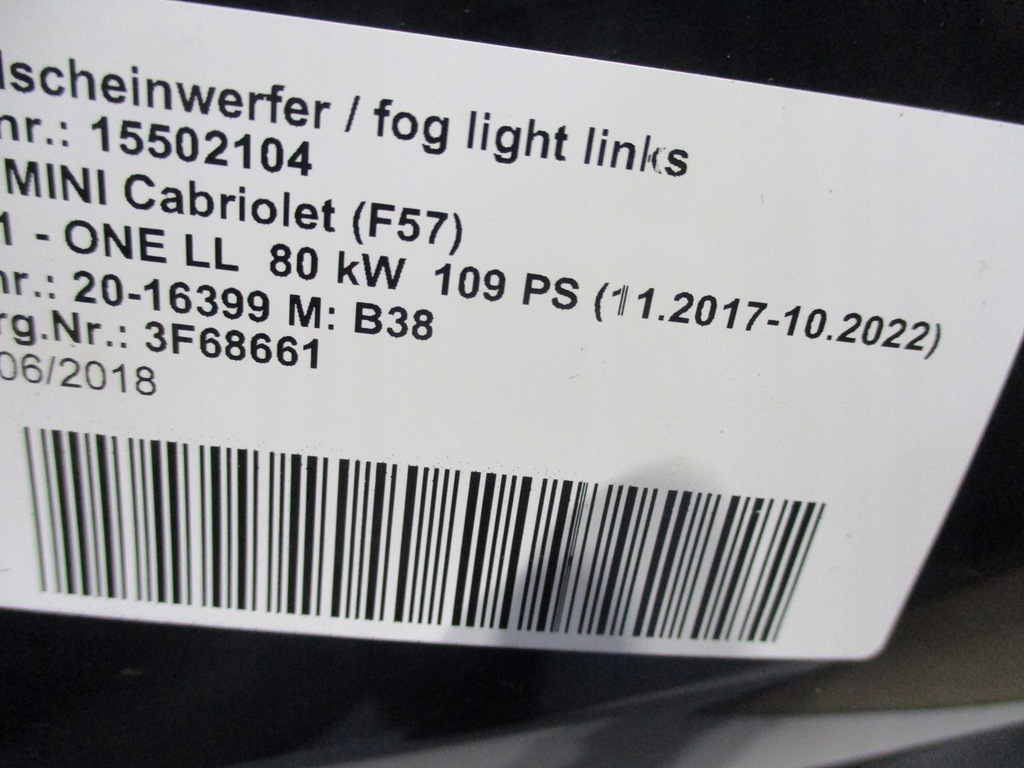 lscheinwerfer / fog light links
nr.: 15502104
MINI Cabriolet (F57)
1 - ONE LL 80 kW 109 PS (11.2017-10.2022)
nr.: 20-16399 M: B38
rg.Nr.: 3F68661
06/2018